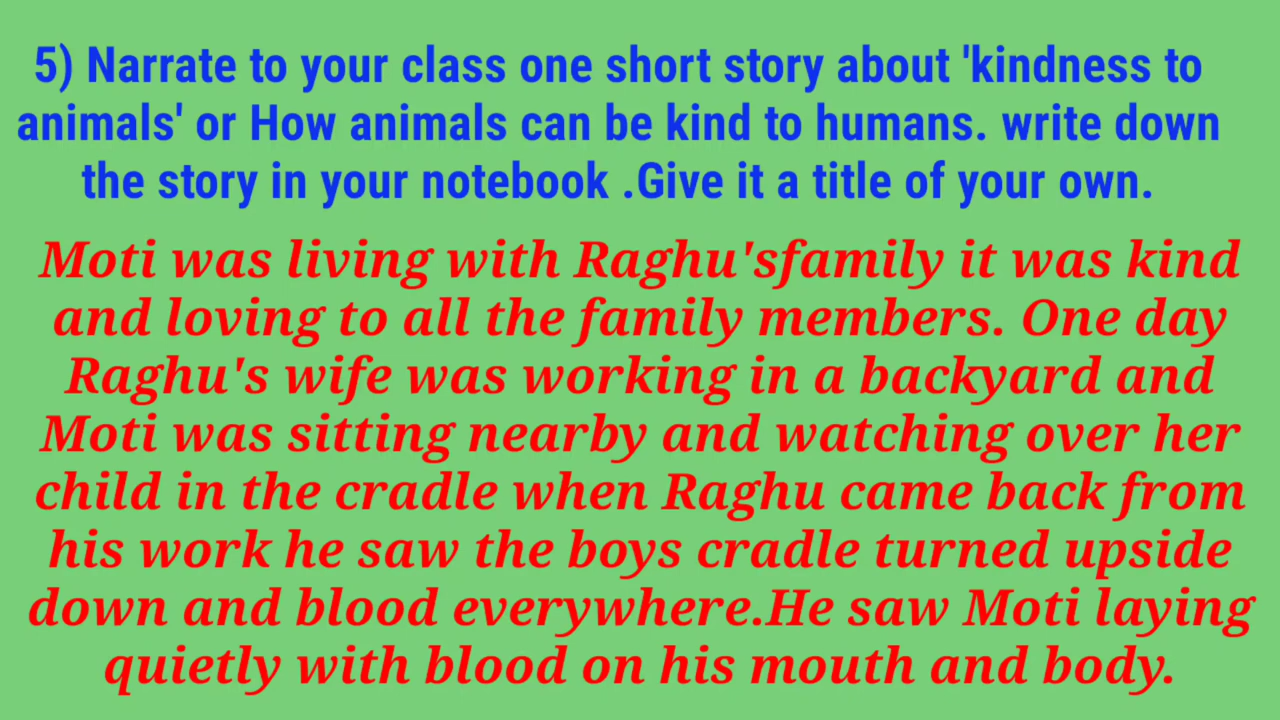 5) Narrate to your class one short story about 'kindness to
animals' or How animals can be kind to humans. write down
the story in your notebook .Give it a title of your own.
Moti was living with Raghu'sfamily it was kind
and loving to all the family members. One day
Raghu's wife was working in a backyard and
Moti was sitting nearby and watching over her
child in the cradle when Raghu came back from
his work he saw the boys cradle turned upside
down and blood everywhere.He saw Moti laying
quietly with blood on his mouth and body.